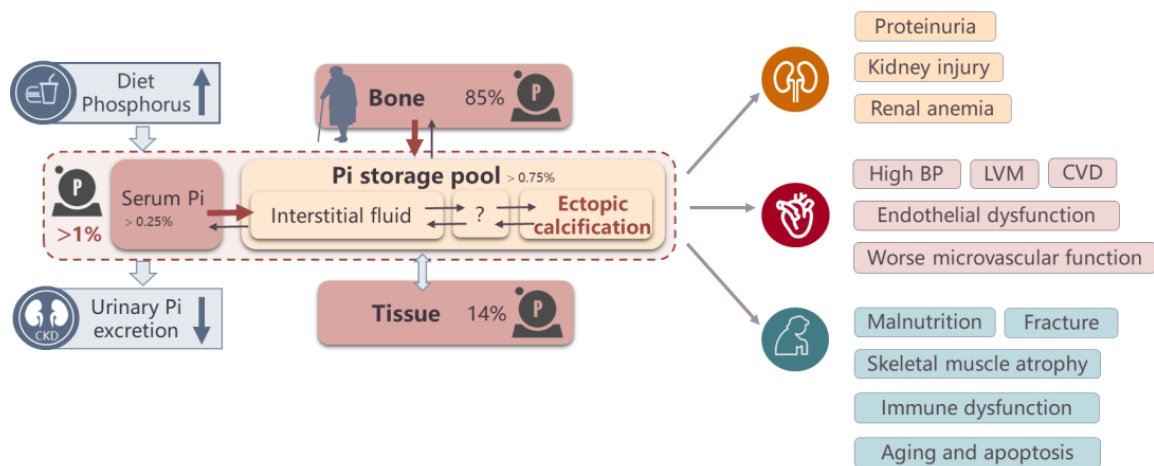 Diet
Phosphorus
Bone 85% P
P
>1%
Serum Pi
> 0.25%
Pi storage pool > 0.75%
Interstitial fluid
?
Ectopic
calcification
Urinary Pi
excretion
CKD
Tissue 14% P
Proteinuria
Kidney injury
Renal anemia
High BP LVM CVD
Endothelial dysfunction
Worse microvascular function
Malnutrition Fracture
Skeletal muscle atrophy
Immune dysfunction
Aging and apoptosis